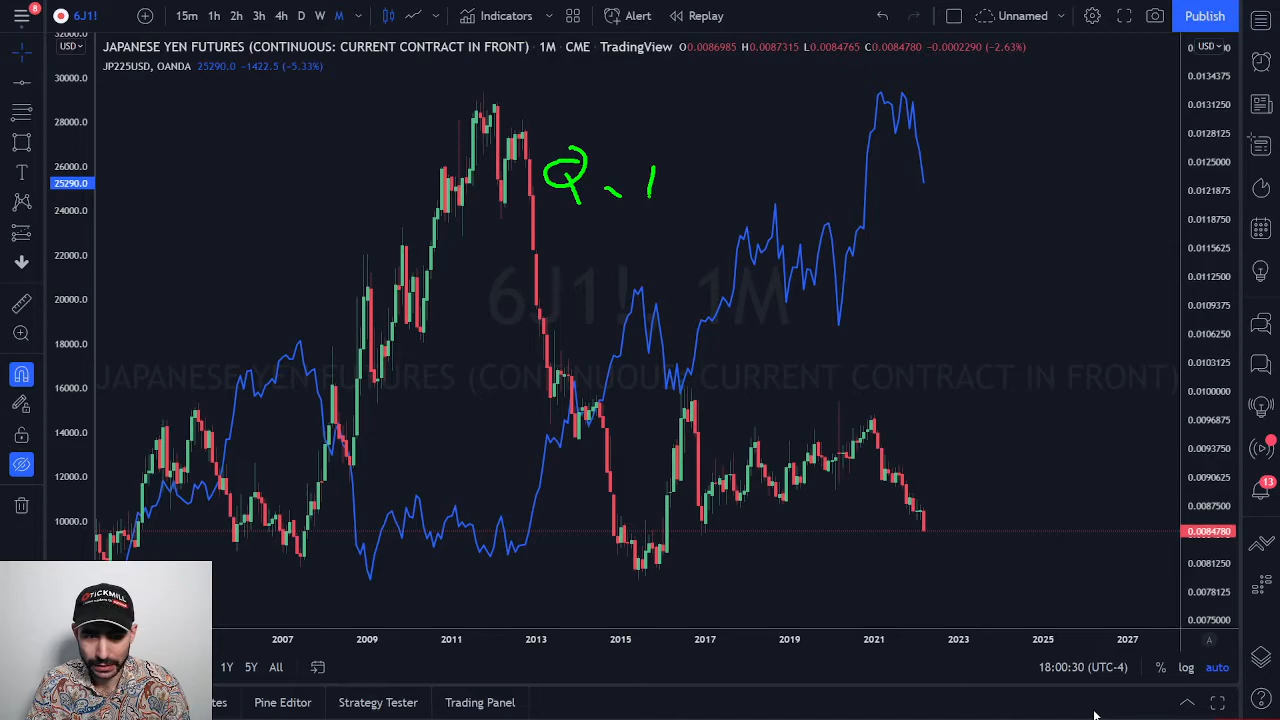 8
6J1!
15m 1h 2h 3h 4h D W M
Indicators
Alert
Replay
Unnamed
Publish
USD
JAPANESE YEN FUTURES (CONTINUOUS: CURRENT CONTRACT IN FRONT) · 1M · CME · TradingView O0.0086985 H0.0087315 L0.0084765 C0.0084780 −0.0002290 (−2.63%)
JP225USD, OANDA 25290.0 −1422.5 (−5.33%)
USD
32000.0
30000.0
28000.0
26000.0
25290.0
24000.0
22000.0
20000.0
18000.0
16000.0
14000.0
12000.0
10000.0
Q - 1
6J1!, 1M
JAPANESE YEN FUTURES (CONTINUOUS: CURRENT CONTRACT IN FRONT)
0.0134375
0.0131250
0.0128125
0.0125000
0.0121875
0.0118750
0.0115625
0.0112500
0.0109375
0.0106250
0.0103125
0.0100000
0.0096875
0.0093750
0.0090625
0.0087500
0.0084780
0.0081250
0.0078125
0.0075000
13
2007 2009 2011 2013 2015 2017 2019 2021 2023 2025 2027
A
1Y 5Y All
18:00:30 (UTC-4) % log auto
TICKMILL
Pine Editor Strategy Tester Trading Panel